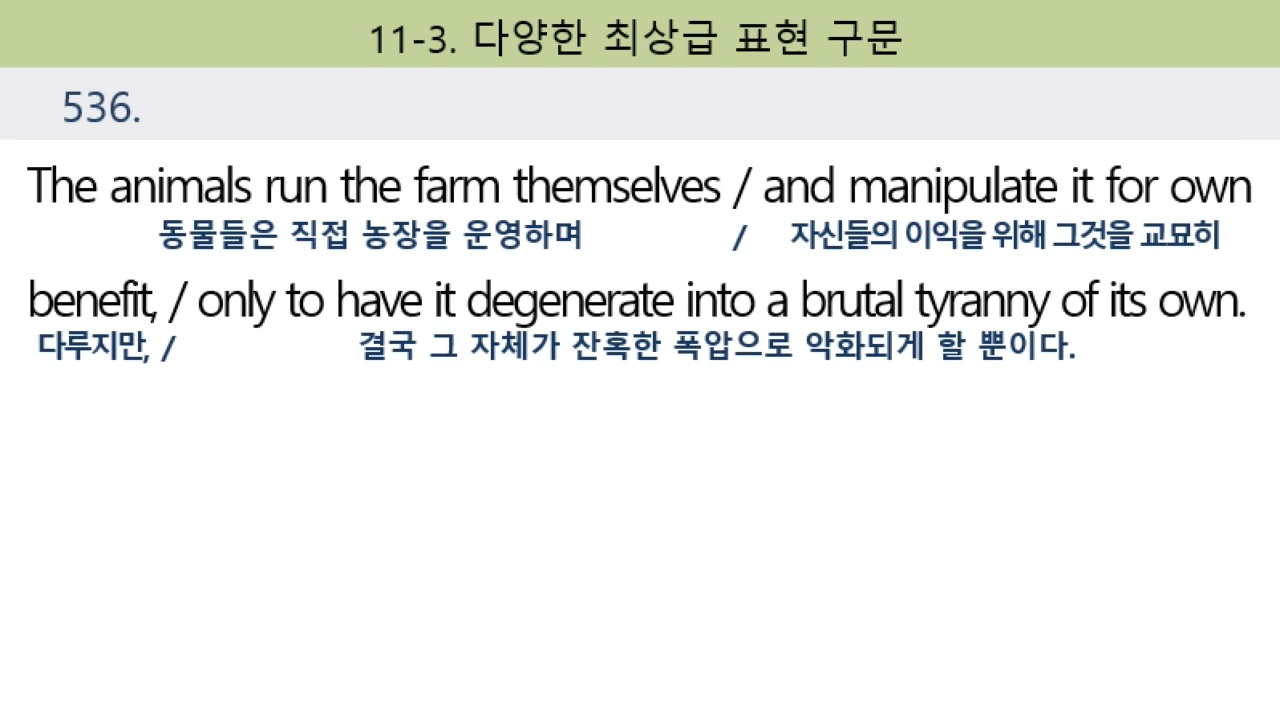 11-3. 다양한 최상급 표현 구문
536.
The animals run the farm themselves / and manipulate it for own
동물들은 직접 농장을 운영하며 / 자신들의 이익을 위해 그것을 교묘히
benefit, / only to have it degenerate into a brutal tyranny of its own.
다루지만, / 결국 그 자체가 잔혹한 폭압으로 악화되게 할 뿐이다.